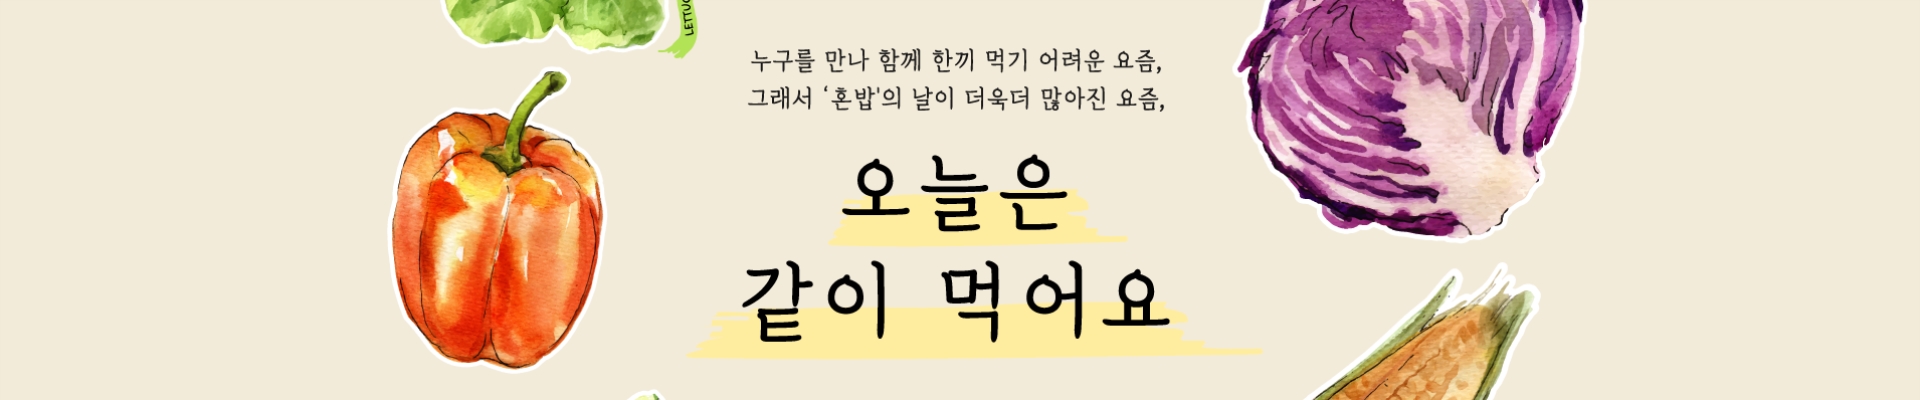 누구를 만나 함께 한끼 먹기 어려운 요즘,
그래서 ‘혼밥'의 날이 더욱더 많아진 요즘,
오늘은
같이 먹어요